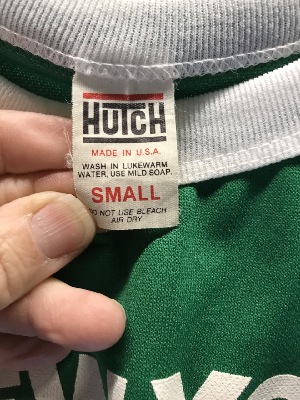 HUTCH
MADE IN U.S.A.
WASH IN LUKEWARM
WATER, USE MILD SOAP.
SMALL
DO NOT USE BLEACH
AIR DRY